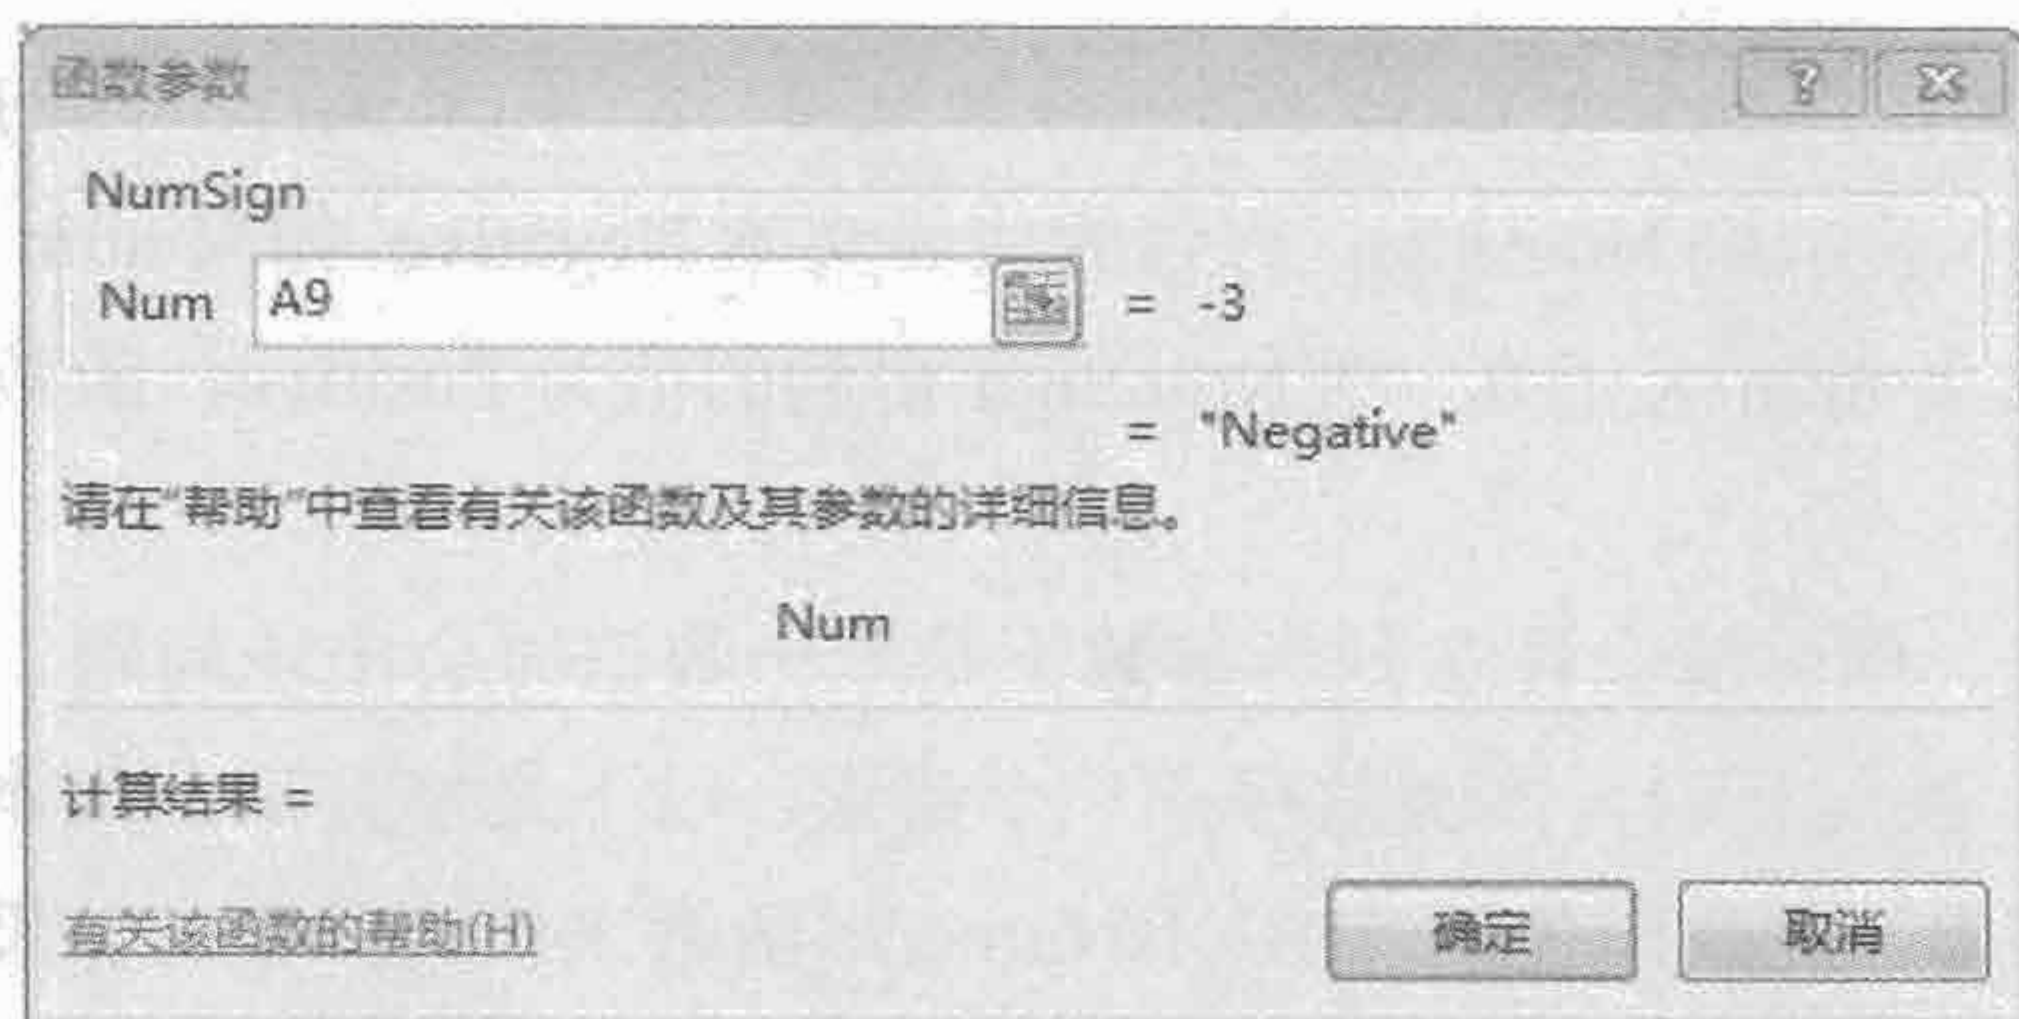 函数参数
NumSign
Num A9 = -3
= "Negative"
请在“帮助”中查看有关该函数及其参数的详细信息。
Num
计算结果 =
有关该函数的帮助(H)
确定 取消